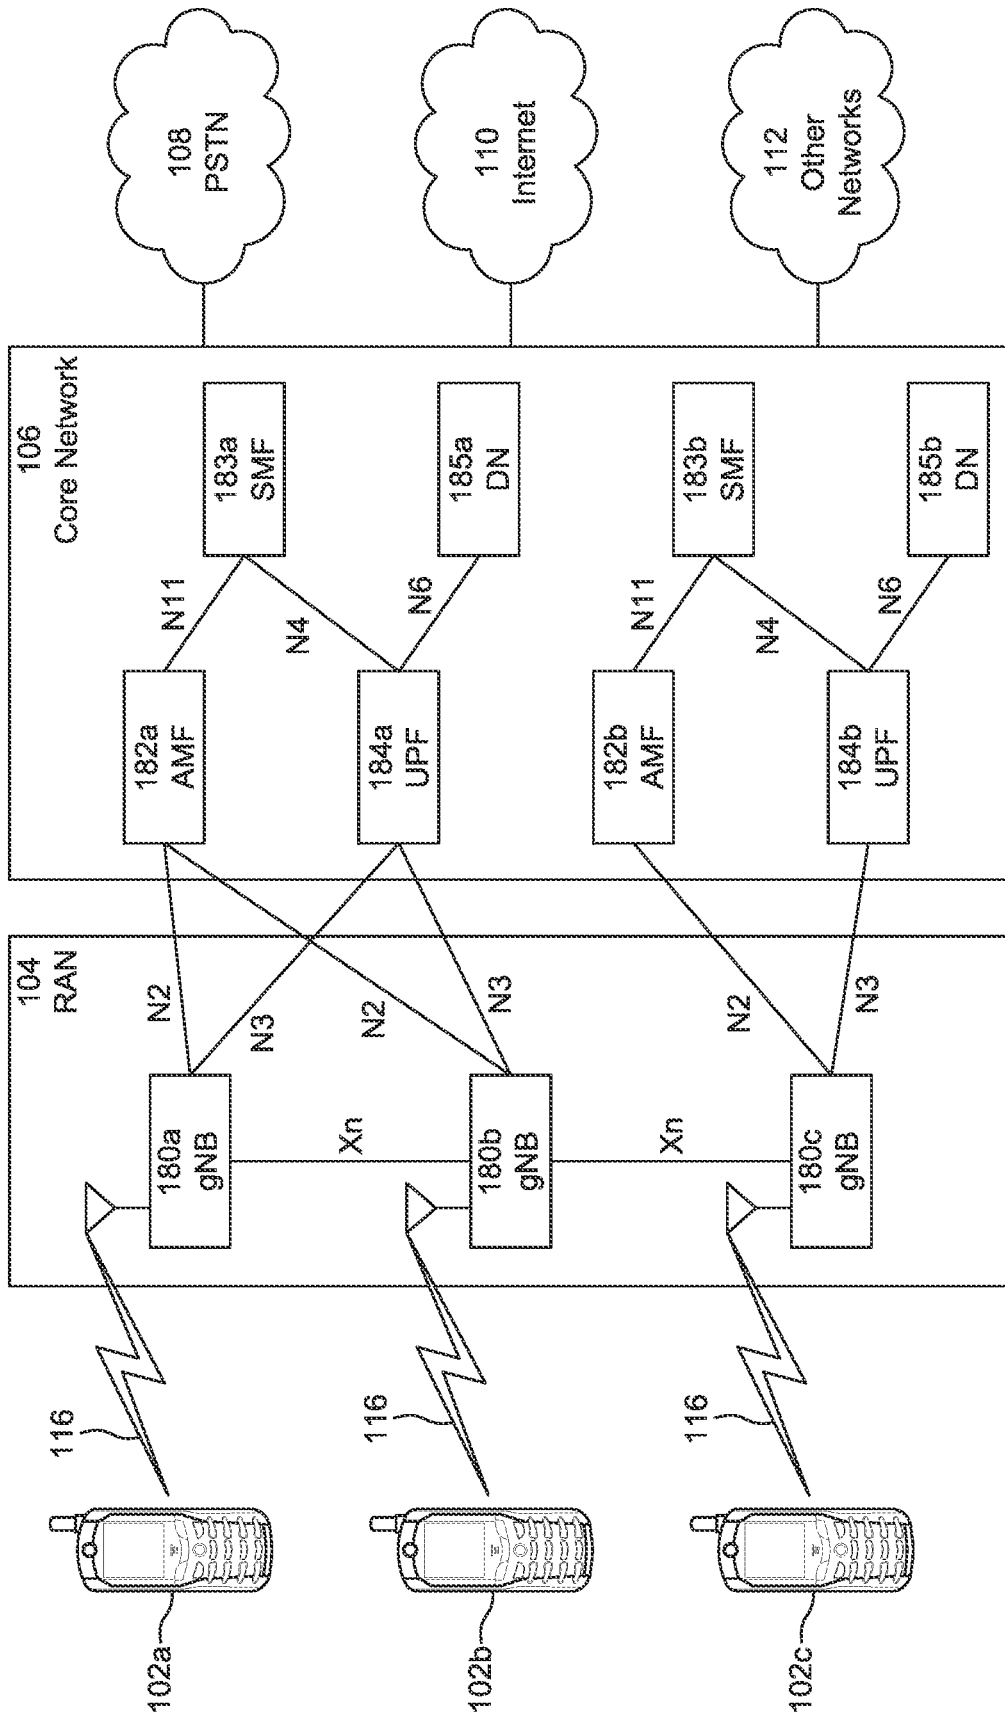 102a
102b
102c
116
116
116
104
RAN
180a
gNB
180b
gNB
180c
gNB
Xn
Xn
N2
N3
N2
N3
N2
N3
106
Core Network
182a
AMF
184a
UPF
182b
AMF
184b
UPF
N11
N4
N6
N11
N4
N6
183a
SMF
185a
DN
183b
SMF
185b
DN
108
PSTN
110
Internet
112
Other
Networks